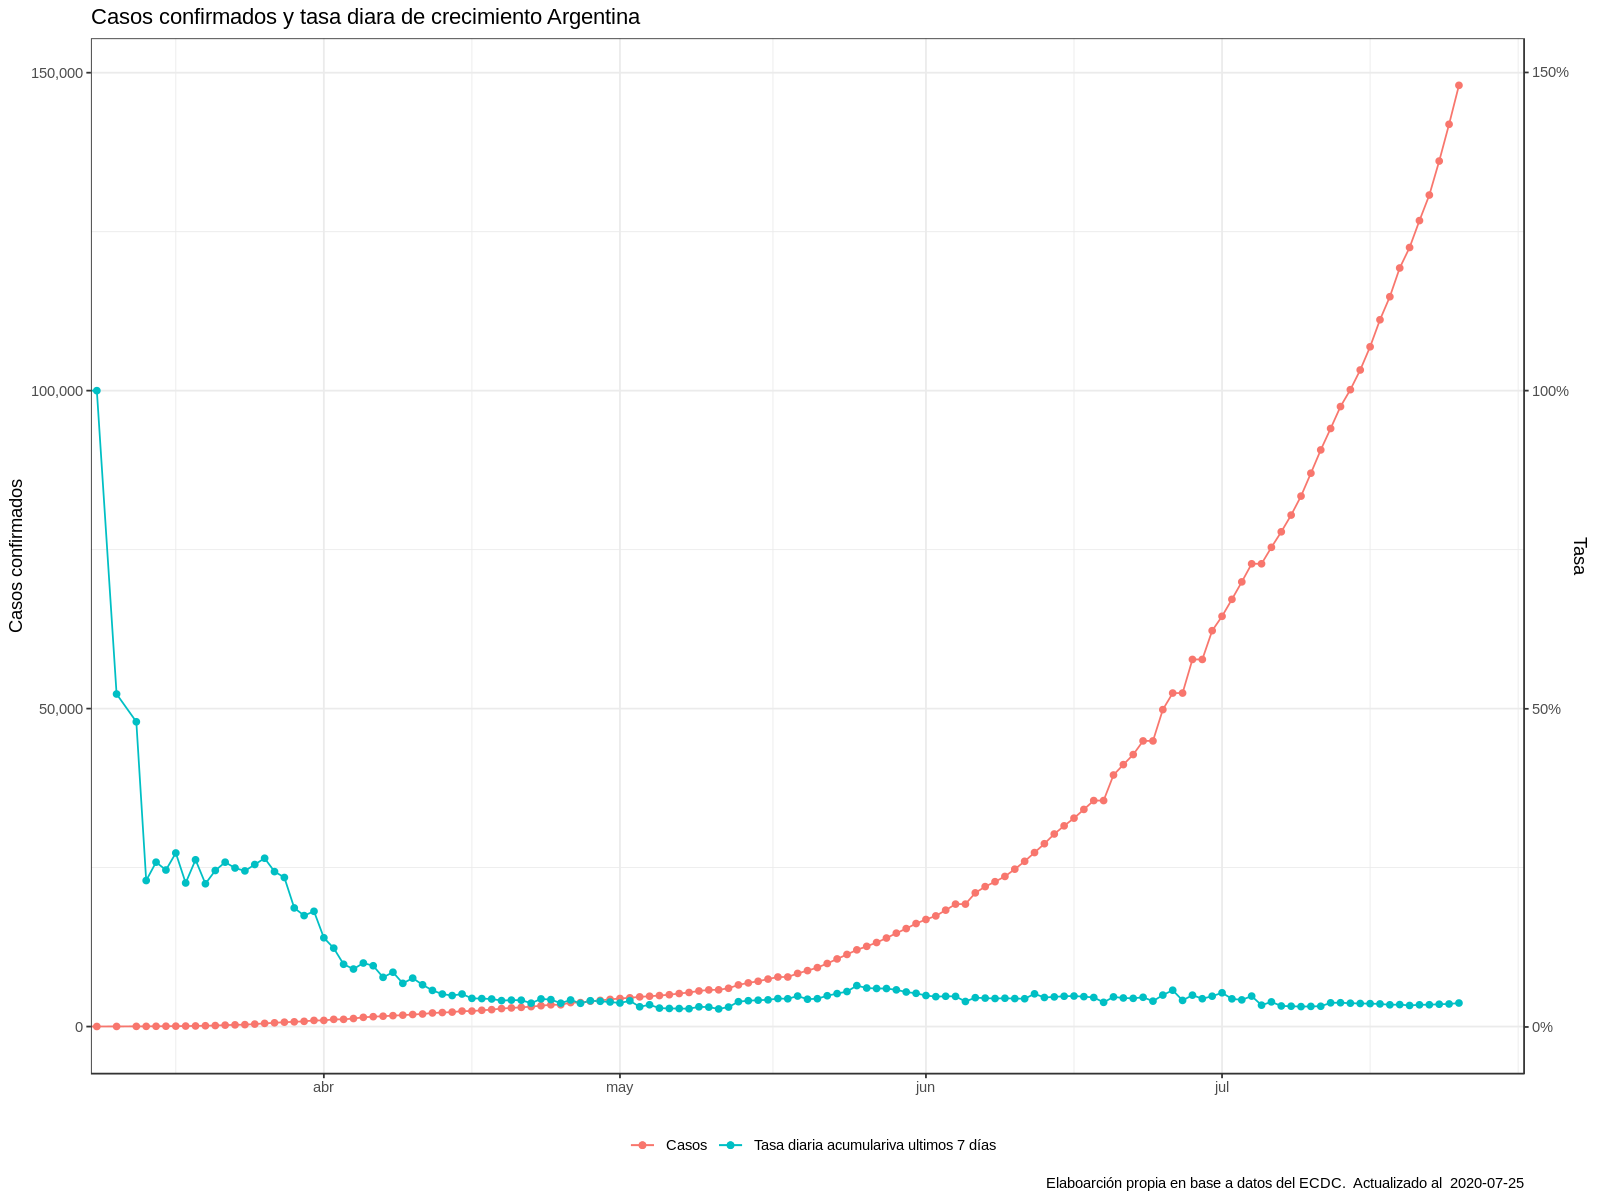 Casos confirmados y tasa diara de crecimiento Argentina
150,000
100,000
50,000
0
150%
100%
50%
0%
Casos confirmados
Tasa
abr
may
jun
jul
Casos
Tasa diaria acumulariva ultimos 7 días
Elaboarción propia en base a datos del ECDC.  Actualizado al  2020-07-25